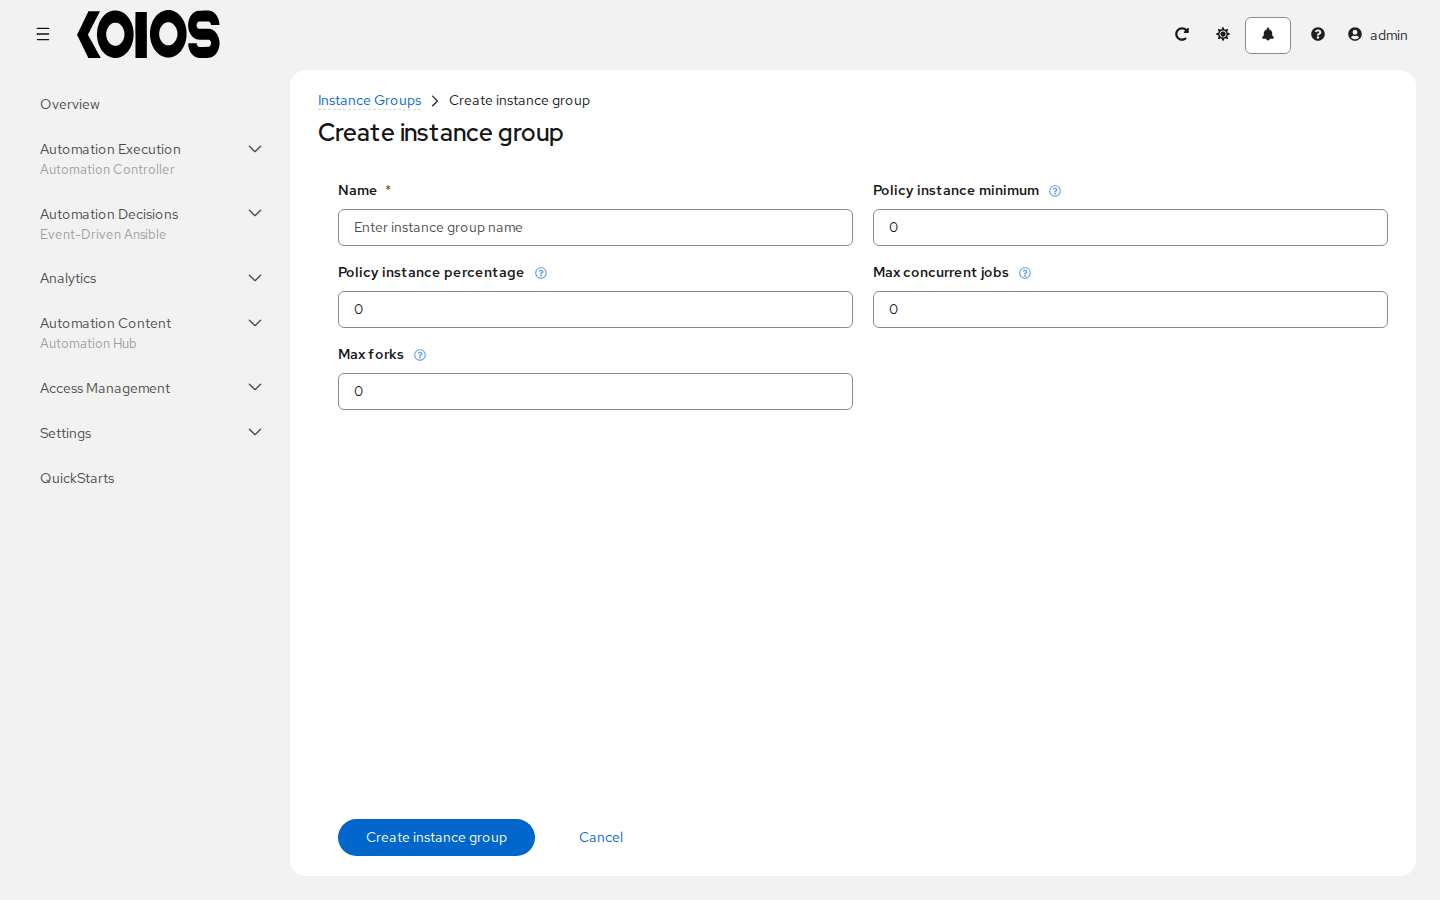 KOIOS
admin
Overview
Automation Execution
Automation Controller
Automation Decisions
Event-Driven Ansible
Analytics
Automation Content
Automation Hub
Access Management
Settings
QuickStarts
Instance Groups > Create instance group
Create instance group
Name *
Enter instance group name
Policy instance minimum
0
Policy instance percentage
0
Max concurrent jobs
0
Max forks
0
Create instance group
Cancel